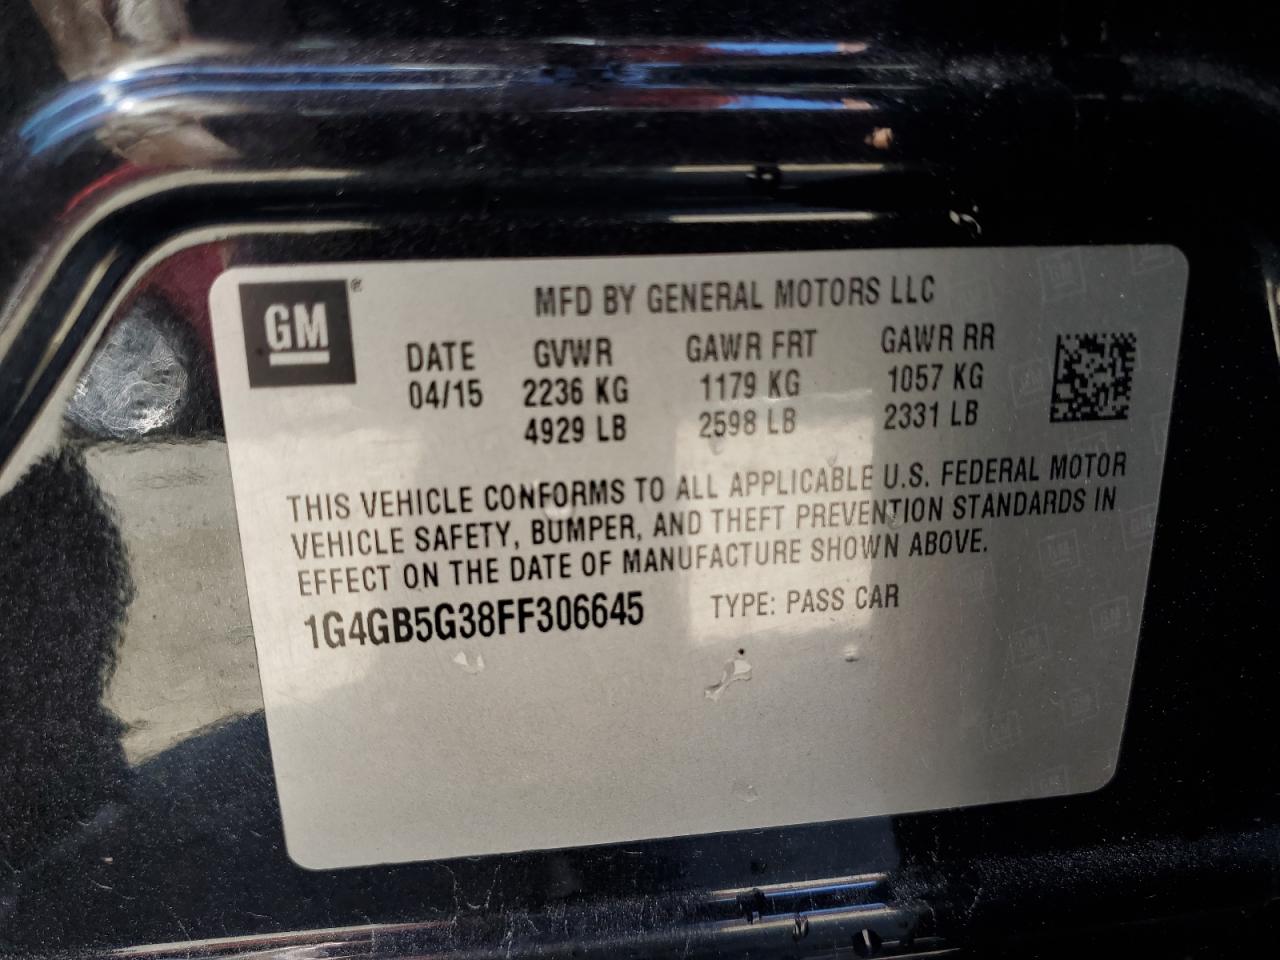 GM ®
MFD BY GENERAL MOTORS LLC
DATE GVWR GAWR FRT GAWR RR
04/15 2236 KG 1179 KG 1057 KG
4929 LB 2598 LB 2331 LB
THIS VEHICLE CONFORMS TO ALL APPLICABLE U.S. FEDERAL MOTOR
VEHICLE SAFETY, BUMPER, AND THEFT PREVENTION STANDARDS IN
EFFECT ON THE DATE OF MANUFACTURE SHOWN ABOVE.
1G4GB5G38FF306645 TYPE: PASS CAR